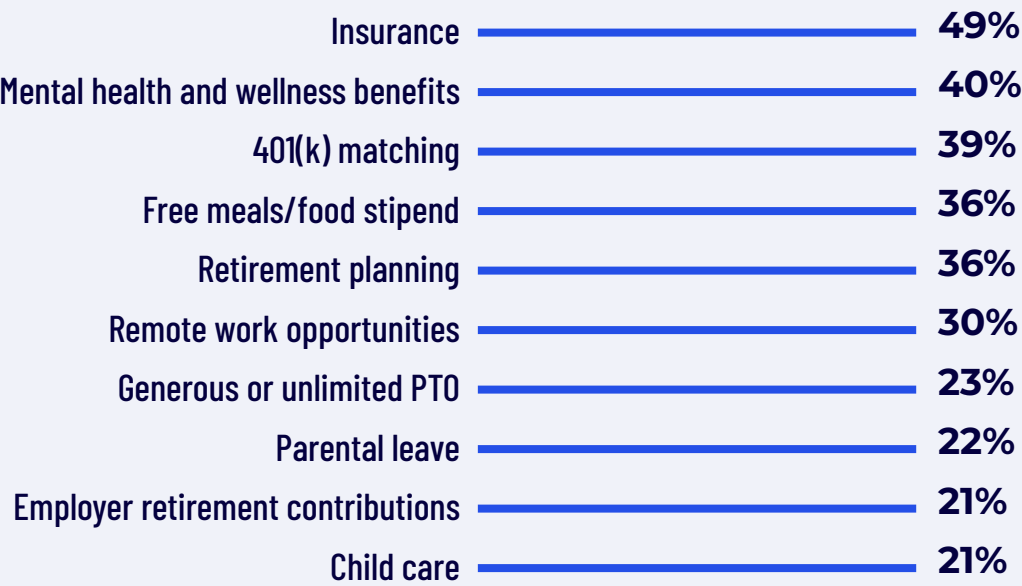 Insurance 49%
Mental health and wellness benefits 40%
401(k) matching 39%
Free meals/food stipend 36%
Retirement planning 36%
Remote work opportunities 30%
Generous or unlimited PTO 23%
Parental leave 22%
Employer retirement contributions 21%
Child care 21%